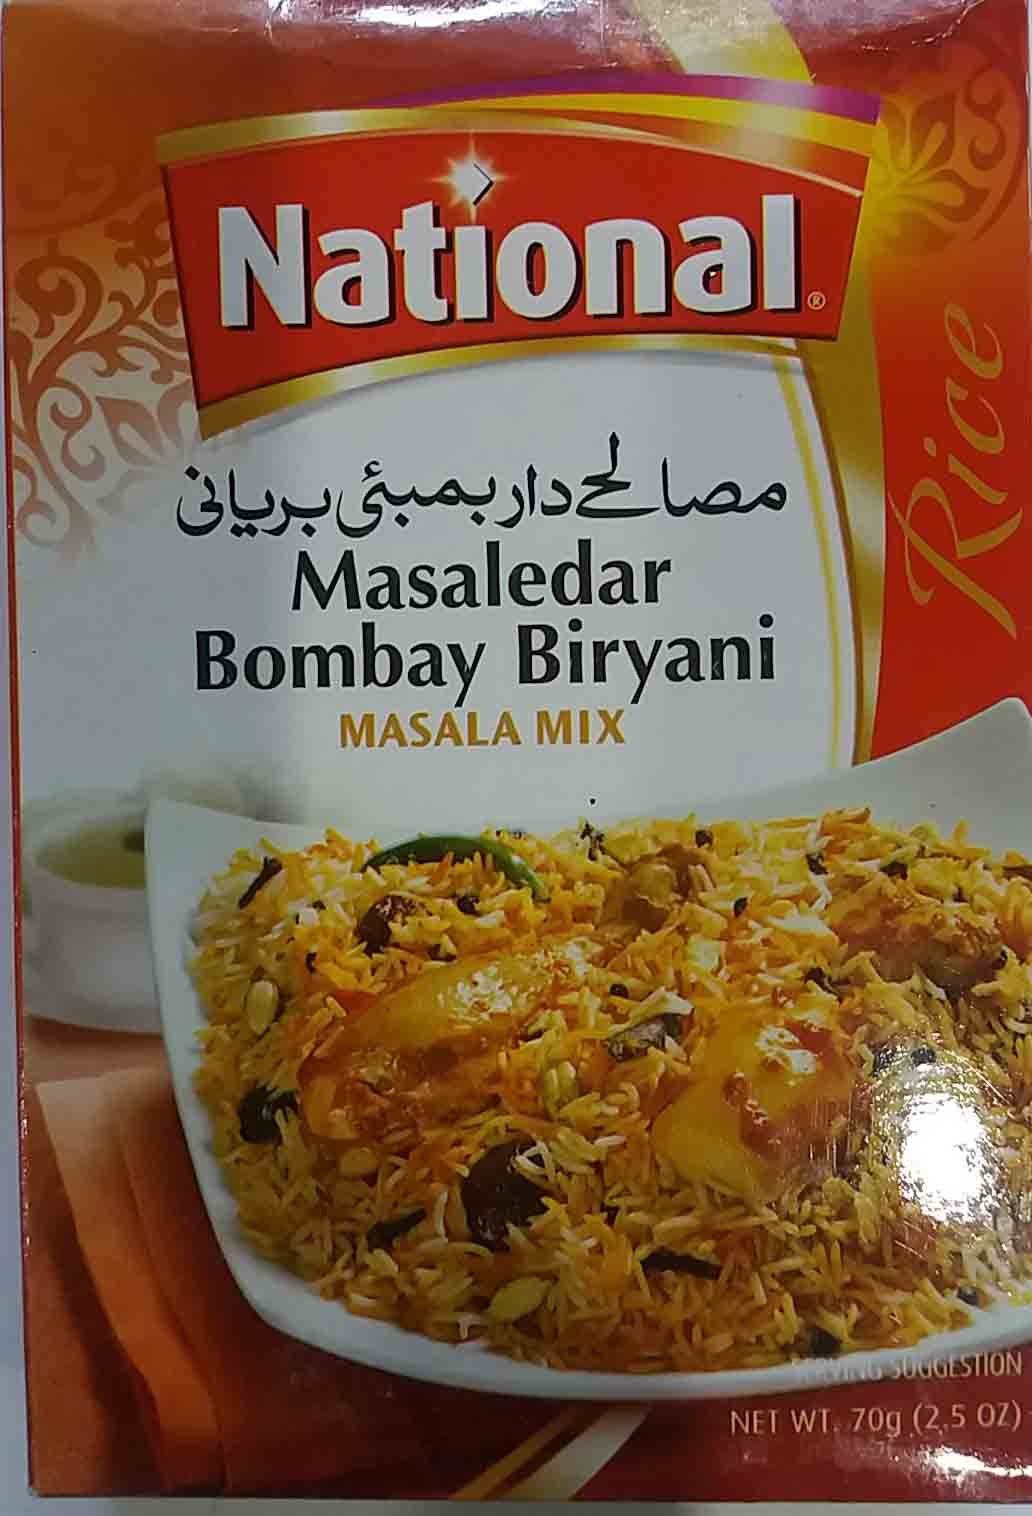 National®
Rice
مصالحے دار بمبئی بریانی
Masaledar
Bombay Biryani
MASALA MIX
SERVING SUGGESTION
NET WT. 70g (2.5 OZ)